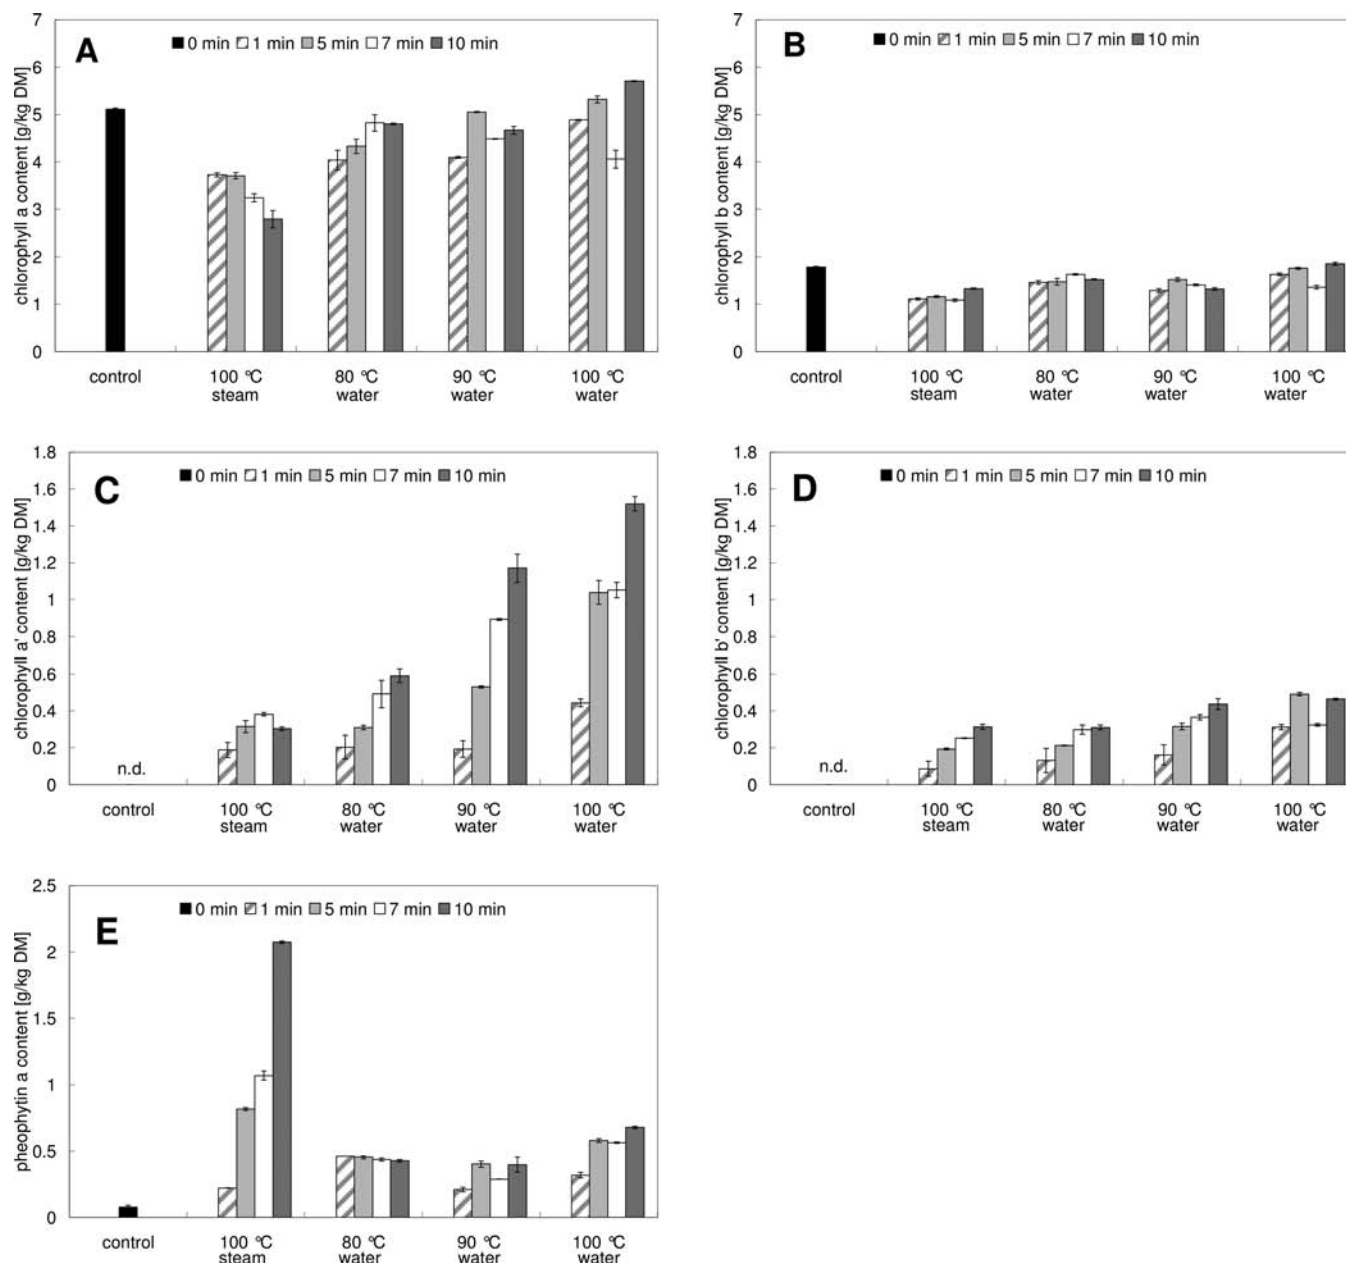 A
■ 0 min 1 min 5 min 7 min 10 min
chlorophyll a content [g/kg DM]
7
6
5
4
3
2
1
0
control 100 °C steam 80 °C water 90 °C water 100 °C water
B
0 min 1 min 5 min 7 min 10 min
chlorophyll b content [g/kg DM]
7
6
5
4
3
2
1
0
control 100 °C steam 80 °C water 90 °C water 100 °C water
C
0 min 1 min 5 min 7 min 10 min
chlorophyll a' content [g/kg DM]
1.8
1.6
1.4
1.2
1
0.8
0.6
0.4
0.2
0
n.d.
control 100 °C steam 80 °C water 90 °C water 100 °C water
D
0 min 1 min 5 min 7 min 10 min
chlorophyll b' content [g/kg DM]
1.8
1.6
1.4
1.2
1
0.8
0.6
0.4
0.2
0
n.d.
control 100 °C steam 80 °C water 90 °C water 100 °C water
E
0 min 1 min 5 min 7 min 10 min
pheophytin a content [g/kg DM]
2.5
2
1.5
1
0.5
0
control 100 °C steam 80 °C water 90 °C water 100 °C water